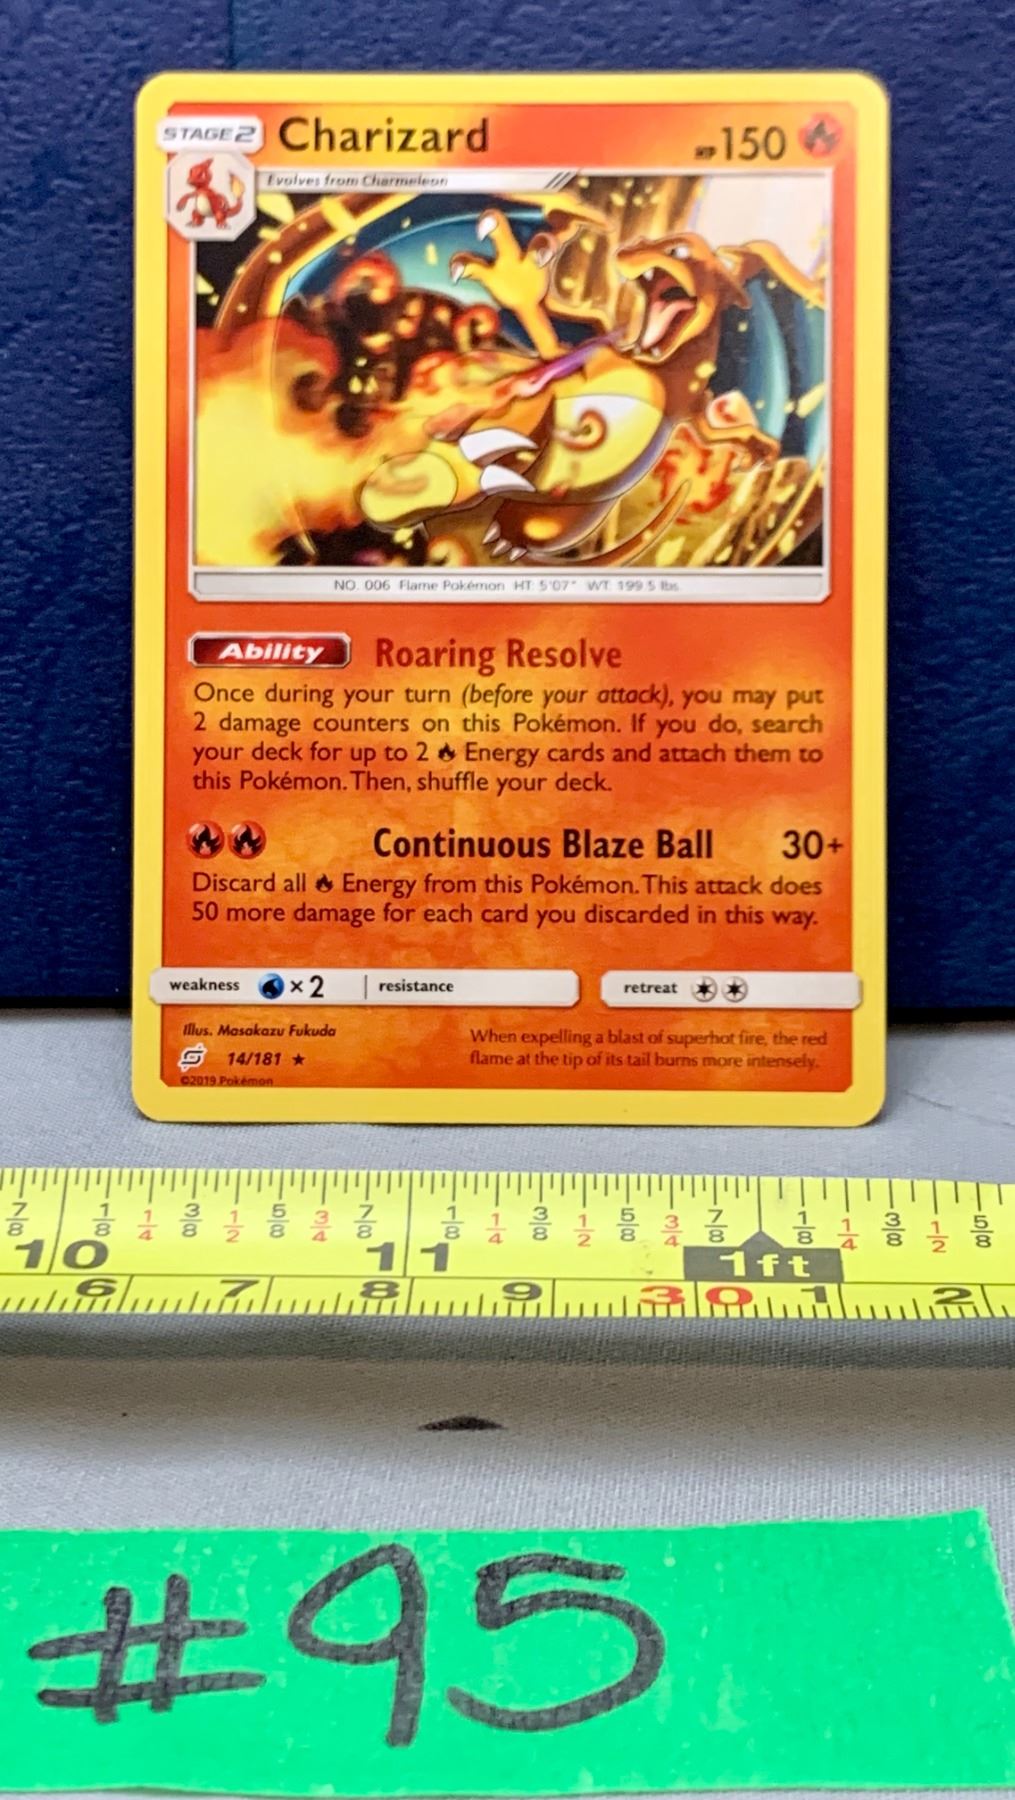 STAGE2 Charizard HP150
Evolves from Charmeleon
NO. 006 Flame Pokémon HT: 5'07" WT: 199.5 lbs.
Ability Roaring Resolve
Once during your turn (before your attack), you may put
2 damage counters on this Pokémon. If you do, search
your deck for up to 2 Energy cards and attach them to
this Pokémon. Then, shuffle your deck.
Continuous Blaze Ball 30+
Discard all Energy from this Pokémon. This attack does
50 more damage for each card you discarded in this way.
weakness ×2 resistance retreat
Illus. Masakazu Fukuda
14/181 ★
©2019 Pokémon
When expelling a blast of superhot fire, the red
flame at the tip of its tail burns more intensely.
7/8 1/8 1/4 3/8 1/2 5/8 3/4 7/8 1/8 1/4 3/8 1/2 5/8 3/4 7/8 1/8 1/4 3/8 1/2 5/8
10 11 1ft
6 7 8 9 30 1 2
#95